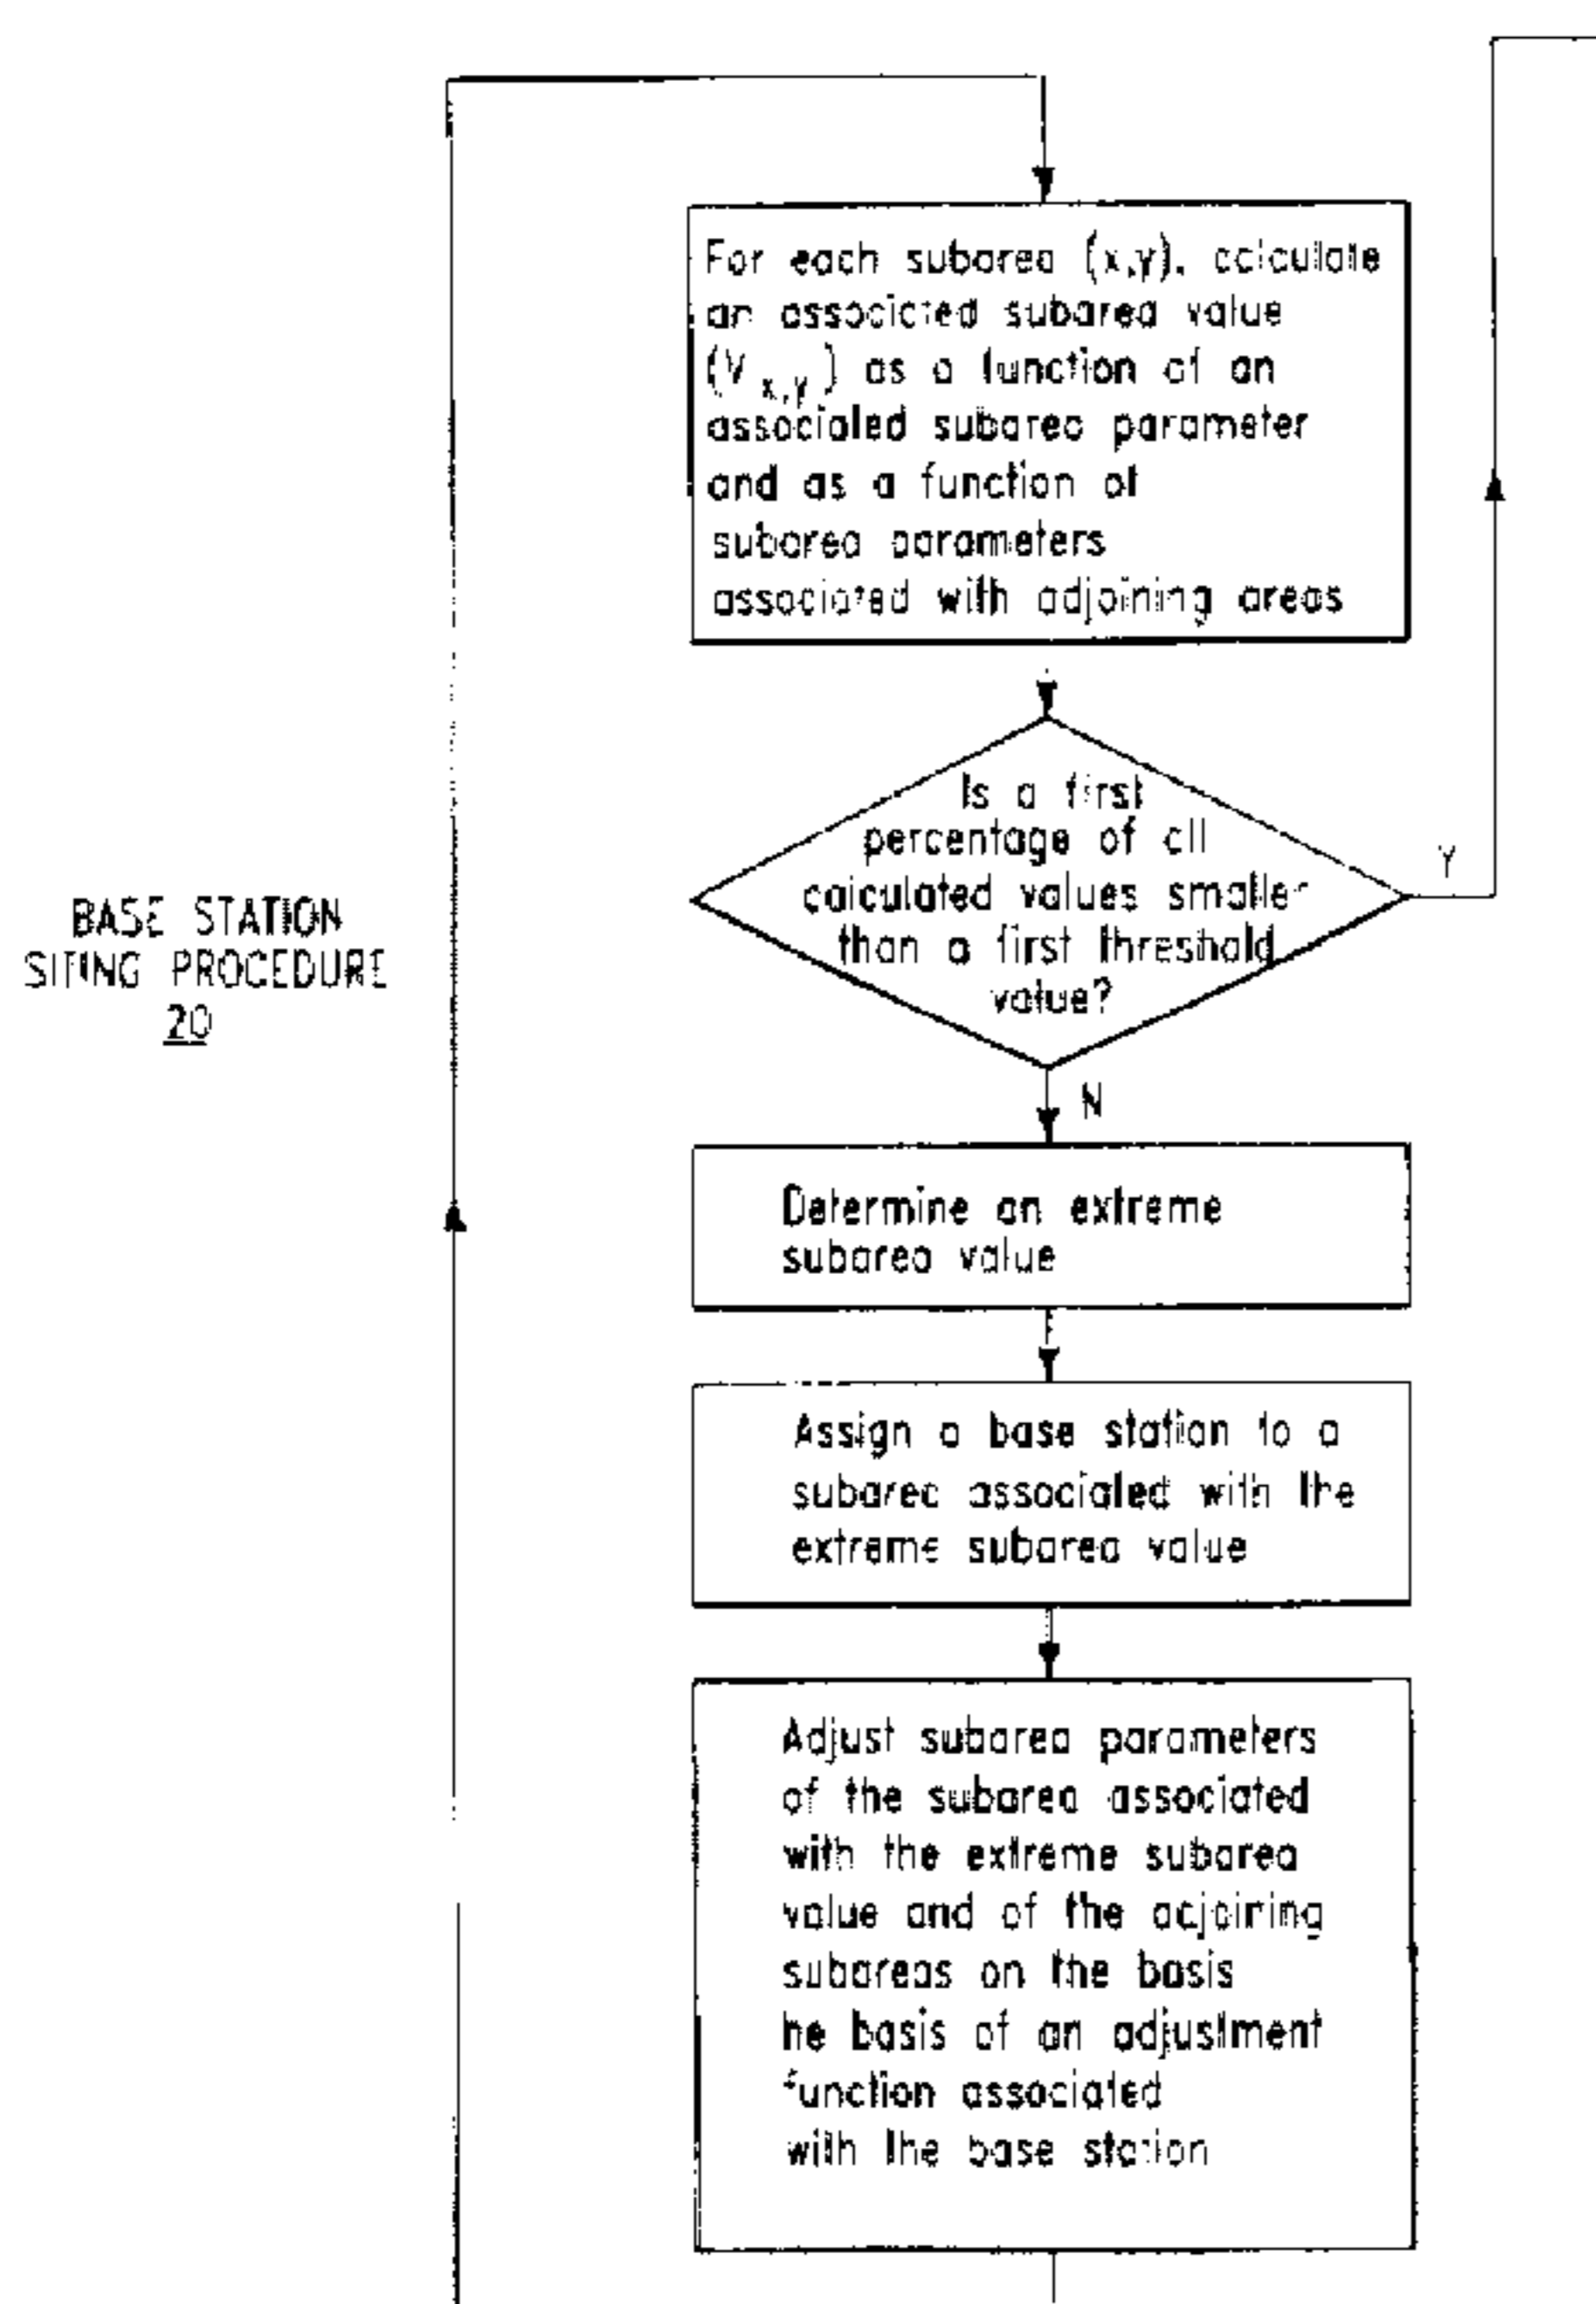 For each subarea (x,y), calculate
an associated subarea value
(V x,y) as a function of an
associated subarea parameter
and as a function of
subarea parameters
associated with adjoining areas
Is a first
percentage of all
calculated values smaller
than a first threshold
value?
Y
N
BASE STATION
SITING PROCEDURE
20
Determine an extreme
subarea value
Assign a base station to a
subarea associated with the
extreme subarea value
Adjust subarea parameters
of the subarea associated
with the extreme subarea
value and of the adjoining
subareas on the basis
he basis of an adjustment
function associated
with the base station